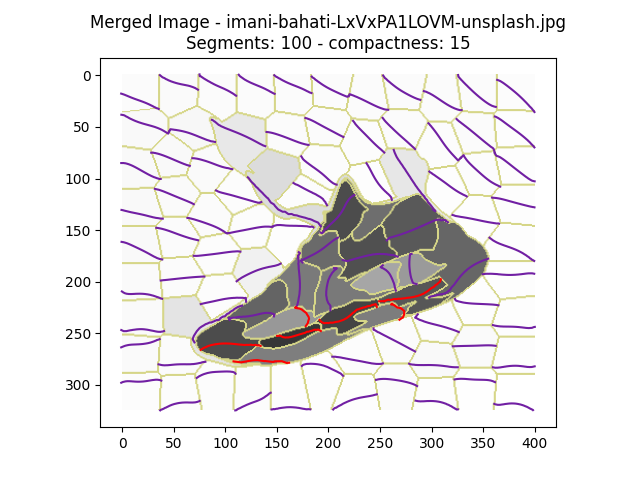 Merged Image - imani-bahati-LxVxPA1LOVM-unsplash.jpg
Segments: 100 - compactness: 15
0
50
100
150
200
250
300
0 50 100 150 200 250 300 350 400